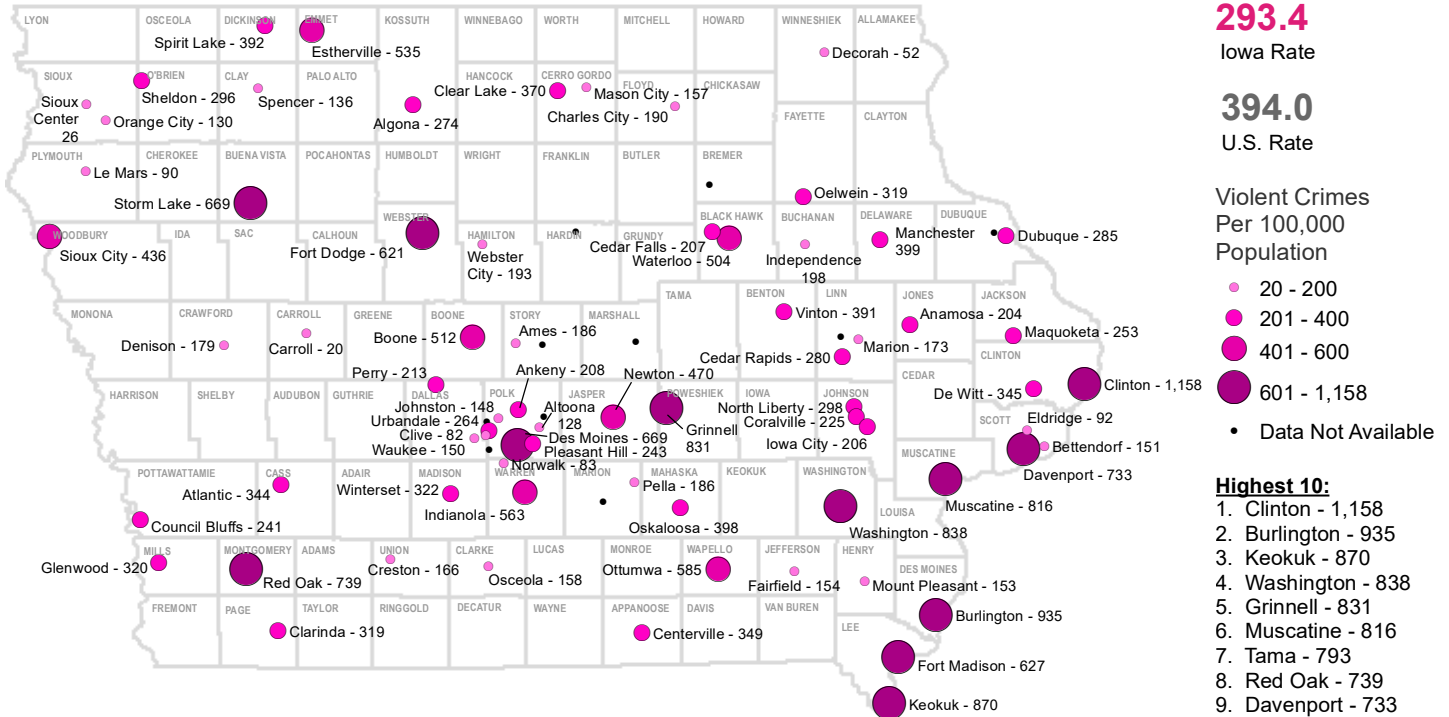 LYON
OSCEOLA
DICKINSON
EMMET
KOSSUTH
WINNEBAGO
WORTH
MITCHELL
HOWARD
WINNESHIEK
ALLAMAKEE
Spirit Lake - 392
Estherville - 535
Decorah - 52
SIOUX
O'BRIEN
CLAY
PALO ALTO
HANCOCK
CERRO GORDO
FLOYD
CHICKASAW
Sheldon - 296
Spencer - 136
Clear Lake - 370
Mason City - 157
Sioux
Center
26
Orange City - 130
Algona - 274
Charles City - 190
FAYETTE
CLAYTON
PLYMOUTH
CHEROKEE
BUENA VISTA
POCAHONTAS
HUMBOLDT
WRIGHT
FRANKLIN
BUTLER
BREMER
Le Mars - 90
Storm Lake - 669
Oelwein - 319
WEBSTER
BLACK HAWK
BUCHANAN
DELAWARE
DUBUQUE
WOODBURY
IDA
SAC
CALHOUN
HAMILTON
HARDIN
GRUNDY
Sioux City - 436
Fort Dodge - 621
Webster
City - 193
Cedar Falls - 207
Waterloo - 504
Independence
198
Manchester
399
Dubuque - 285
TAMA
BENTON
LINN
JONES
JACKSON
MONONA
CRAWFORD
CARROLL
GREENE
BOONE
STORY
MARSHALL
Vinton - 391
Anamosa - 204
Maquoketa - 253
Denison - 179
Carroll - 20
Boone - 512
Ames - 186
Cedar Rapids - 280
Marion - 173
CLINTON
Perry - 213
Ankeny - 208
Newton - 470
CEDAR
De Witt - 345
Clinton - 1,158
HARRISON
SHELBY
AUDUBON
GUTHRIE
DALLAS
POLK
JASPER
POWESHIEK
IOWA
JOHNSON
Johnston - 148
Altoona
128
Urbandale - 264
Clive - 82
Waukee - 150
Des Moines - 669
Pleasant Hill - 243
Norwalk - 83
Grinnell
831
North Liberty - 298
Coralville - 225
Iowa City - 206
SCOTT
Eldridge - 92
Bettendorf - 151
Davenport - 733
MUSCATINE
Muscatine - 816
POTTAWATTAMIE
CASS
ADAIR
MADISON
WARREN
MARION
MAHASKA
KEOKUK
WASHINGTON
LOUISA
Atlantic - 344
Winterset - 322
Indianola - 563
Pella - 186
Oskaloosa - 398
Washington - 838
Council Bluffs - 241
MILLS
MONTGOMERY
ADAMS
UNION
CLARKE
LUCAS
MONROE
WAPELLO
JEFFERSON
HENRY
DES MOINES
Glenwood - 320
Red Oak - 739
Creston - 166
Osceola - 158
Ottumwa - 585
Fairfield - 154
Mount Pleasant - 153
FREMONT
PAGE
TAYLOR
RINGGOLD
DECATUR
WAYNE
APPANOOSE
DAVIS
VAN BUREN
LEE
Clarinda - 319
Centerville - 349
Burlington - 935
Fort Madison - 627
Keokuk - 870
293.4
Iowa Rate
394.0
U.S. Rate
Violent Crimes
Per 100,000
Population
20 - 200
201 - 400
401 - 600
601 - 1,158
Data Not Available
Highest 10:
1. Clinton - 1,158
2. Burlington - 935
3. Keokuk - 870
4. Washington - 838
5. Grinnell - 831
6. Muscatine - 816
7. Tama - 793
8. Red Oak - 739
9. Davenport - 733